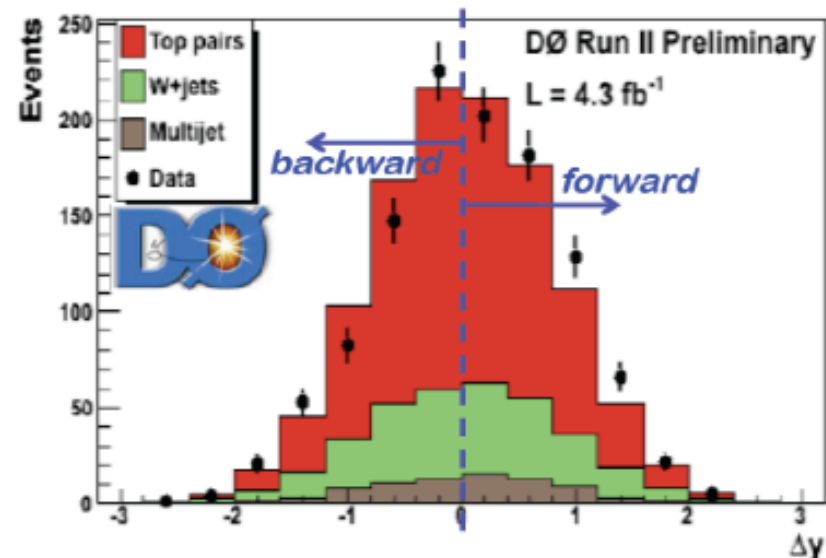 Events
250
200
150
100
50
0
Top pairs
W+jets
Multijet
Data
DØ Run II Preliminary
L = 4.3 fb⁻¹
backward
forward
DØ
-3 -2 -1 0 1 2 3
Δy